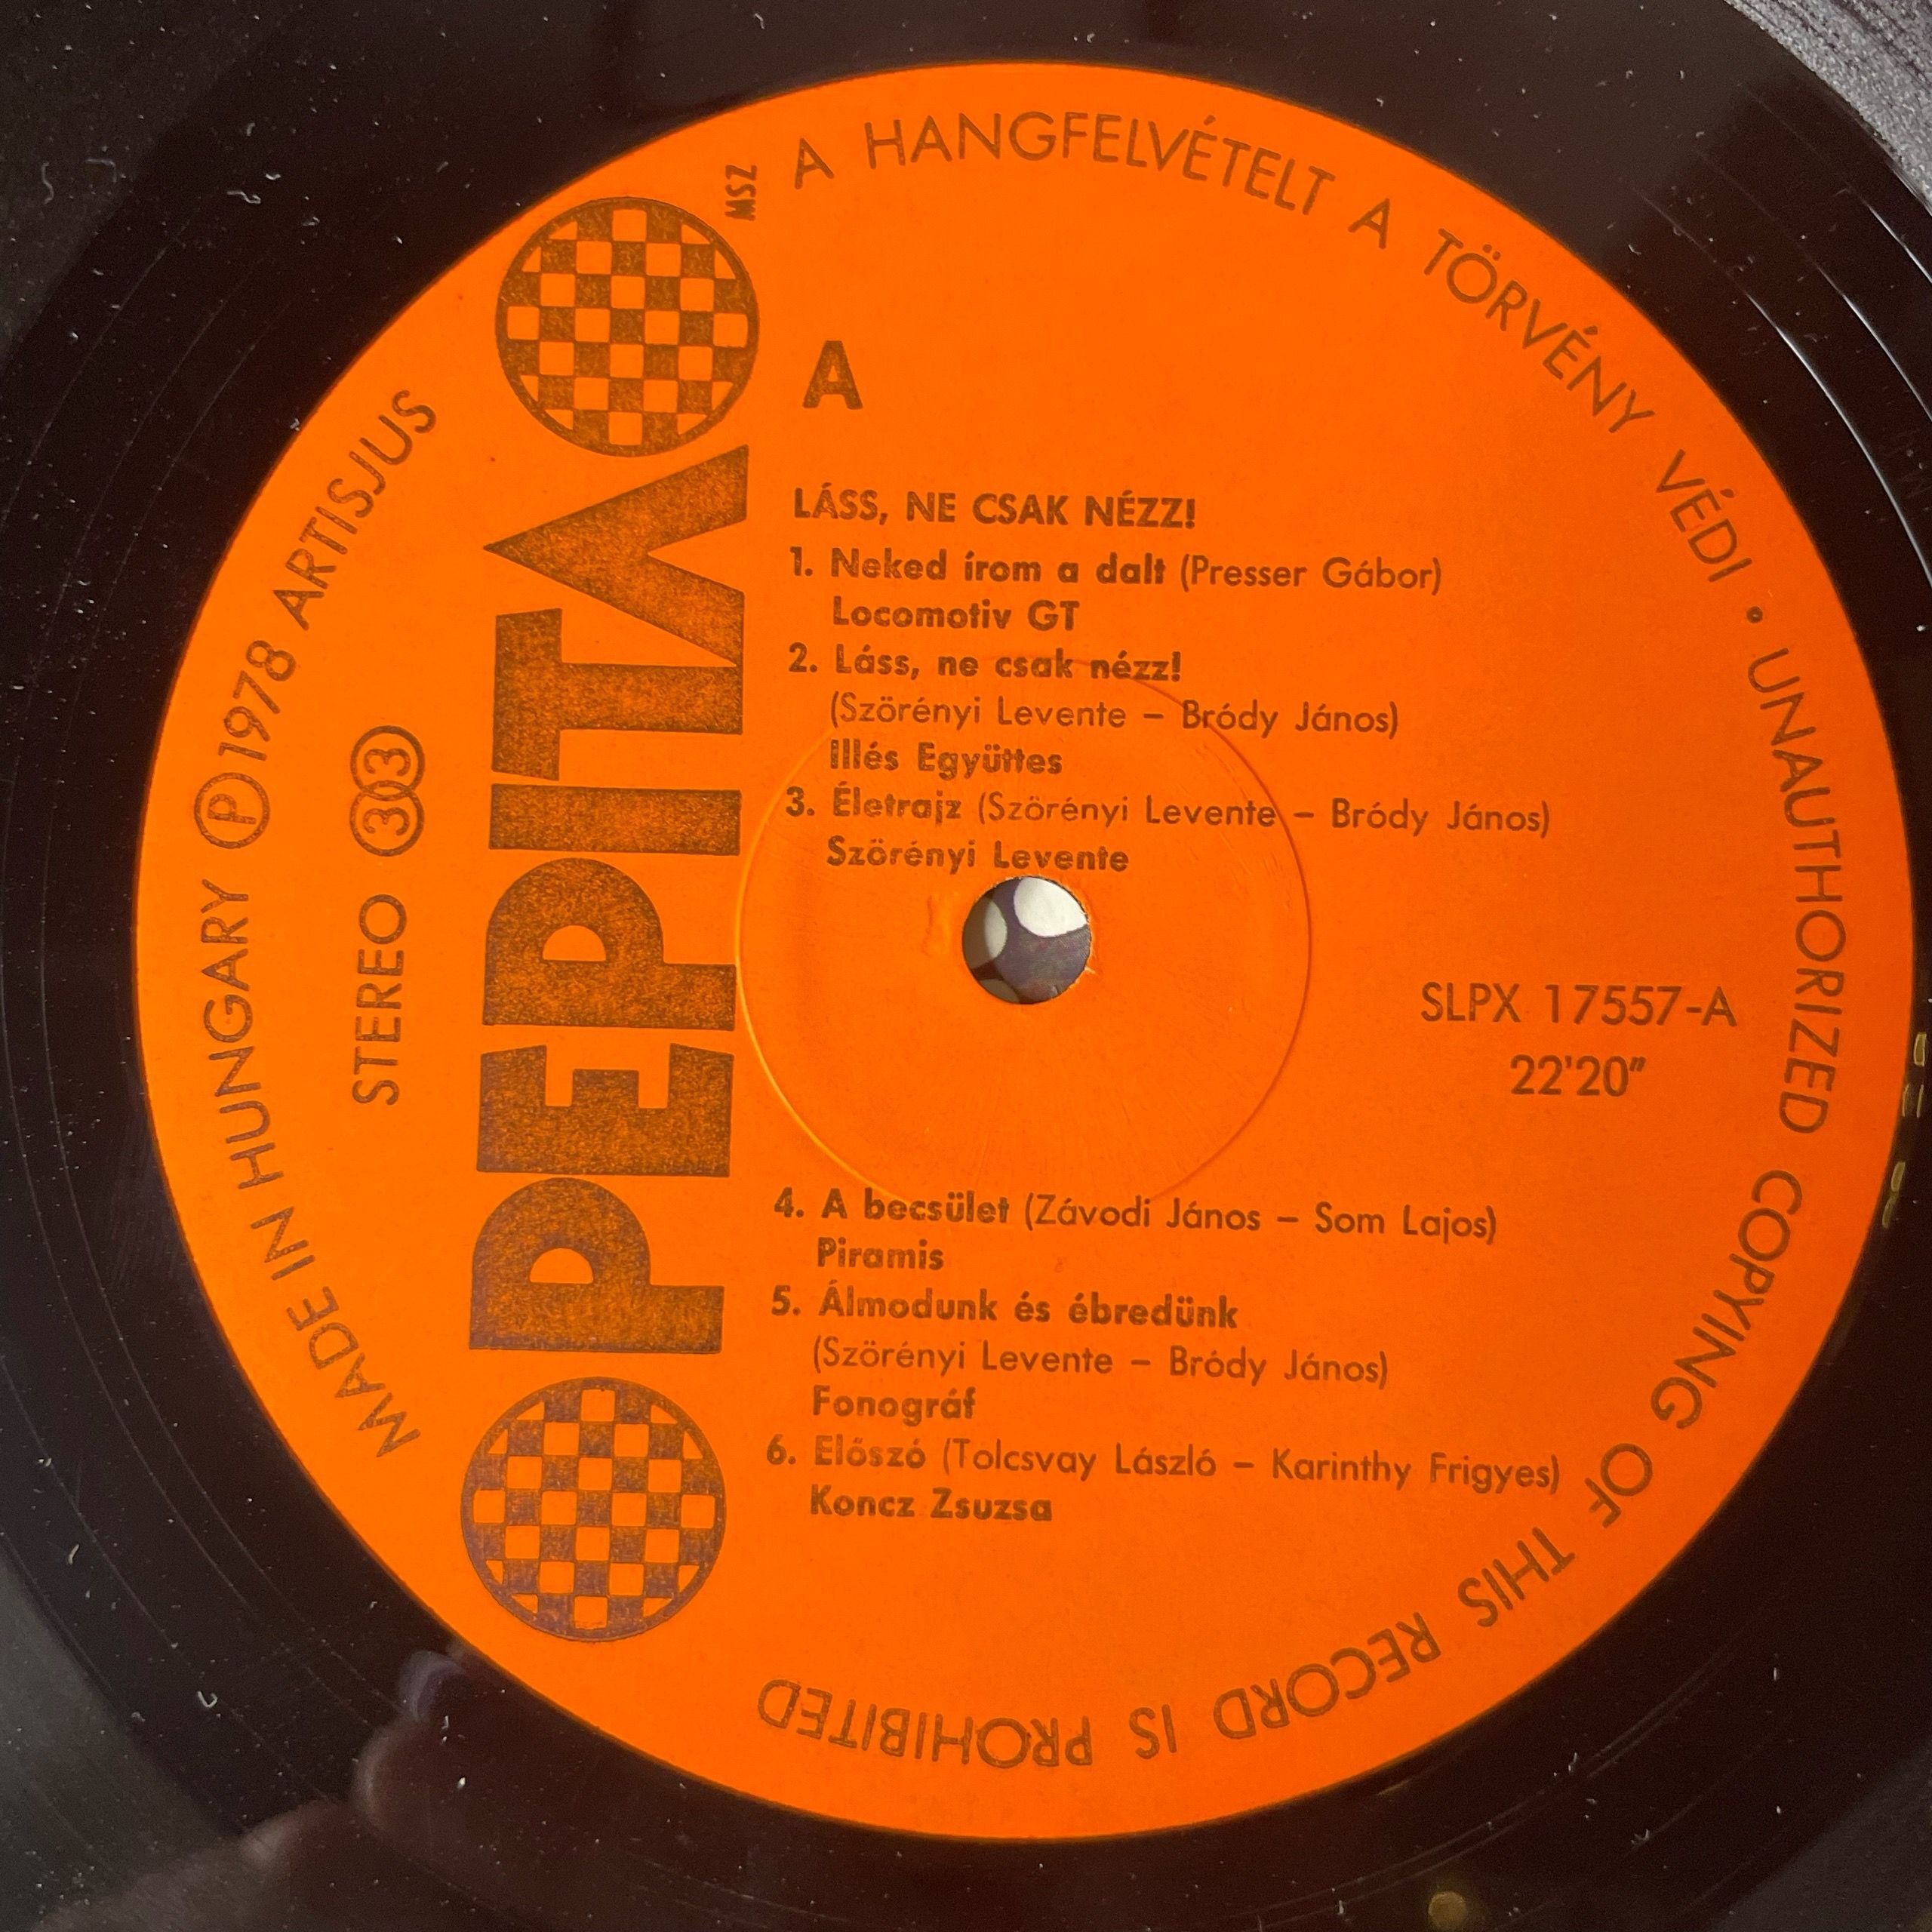 A HANGFELVÉTELT A TÖRVÉNY VÉDI • UNAUTHORIZED COPYING OF THIS RECORD IS PROHIBITED
MADE IN HUNGARY Ⓟ 1978 ARTISJUS
STEREO 33
PEPITA
MSZ
A
LÁSS, NE CSAK NÉZZ!
1. Neked írom a dalt (Presser Gábor)
Locomotiv GT
2. Láss, ne csak nézz!
(Szörényi Levente – Bródy János)
Illés Együttes
3. Életrajz (Szörényi Levente – Bródy János)
Szörényi Levente
SLPX 17557-A
22'20"
4. A becsület (Závodi János – Som Lajos)
Piramis
5. Álmodunk és ébredünk
(Szörényi Levente – Bródy János)
Fonográf
6. Előszó (Tolcsvay László – Karinthy Frigyes)
Koncz Zsuzsa